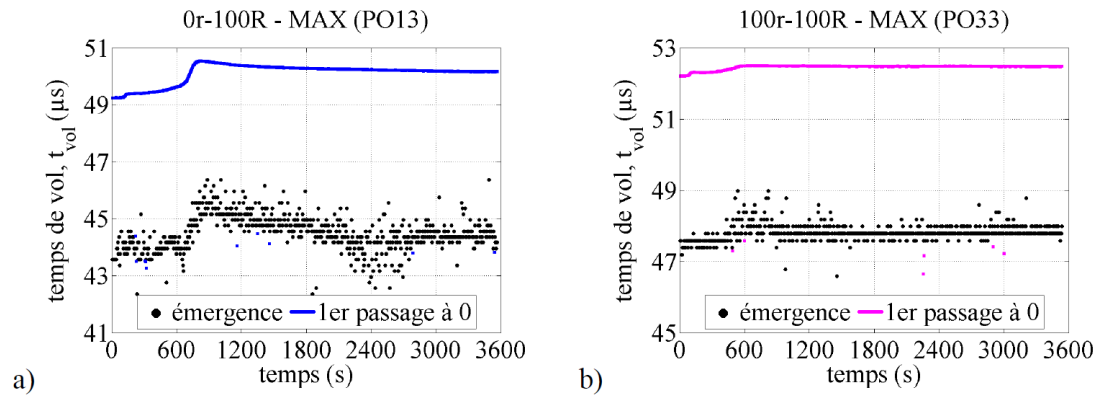 0r-100R - MAX (PO13)
temps de vol, t_vol (µs)
51
49
47
45
43
41
émergence
1er passage à 0
0
600
1200
1800
2400
3000
3600
temps (s)
a)
100r-100R - MAX (PO33)
temps de vol, t_vol (µs)
53
51
49
47
45
émergence
1er passage à 0
0
600
1200
1800
2400
3000
3600
temps (s)
b)